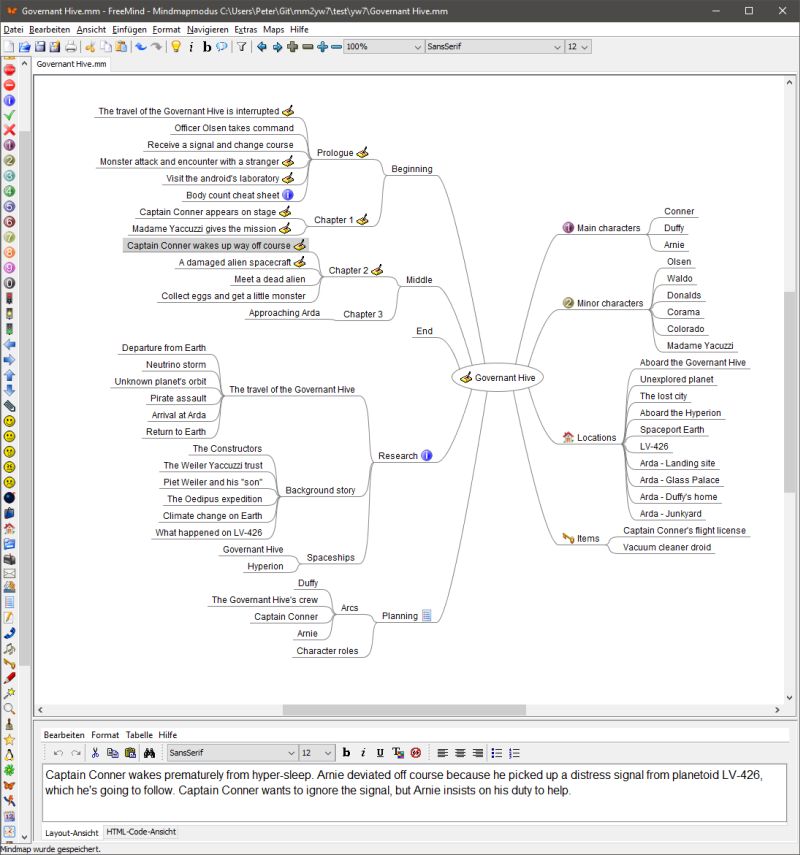 Governant Hive.mm - FreeMind - Mindmapmodus C:\Users\Peter\Git\mm2yw7\test\yw7\Governant Hive.mm
Datei Bearbeiten Ansicht Einfügen Format Navigieren Extras Maps Hilfe
100% SansSerif 12
Governant Hive.mm
The travel of the Governant Hive is interrupted
Officer Olsen takes command
Receive a signal and change course
Monster attack and encounter with a stranger
Visit the android's laboratory
Body count cheat sheet
Prologue
Captain Conner appears on stage
Madame Yaccuzzi gives the mission
Chapter 1
Beginning
Captain Conner wakes up way off course
A damaged alien spacecraft
Meet a dead alien
Collect eggs and get a little monster
Chapter 2
Approaching Arda
Chapter 3
Middle
End
Departure from Earth
Neutrino storm
Unknown planet's orbit
Pirate assault
Arrival at Arda
Return to Earth
The travel of the Governant Hive
The Constructors
The Weiler Yaccuzzi trust
Piet Weiler and his "son"
The Oedipus expedition
Climate change on Earth
What happened on LV-426
Background story
Governant Hive
Hyperion
Spaceships
Research
Duffy
The Governant Hive's crew
Captain Conner
Arnie
Arcs
Character roles
Planning
Governant Hive
Main characters
Conner
Duffy
Arnie
Minor characters
Olsen
Waldo
Donalds
Corama
Colorado
Madame Yacuzzi
Locations
Aboard the Governant Hive
Unexplored planet
The lost city
Aboard the Hyperion
Spaceport Earth
LV-426
Arda - Landing site
Arda - Glass Palace
Arda - Duffy's home
Arda - Junkyard
Items
Captain Conner's flight license
Vacuum cleaner droid
Bearbeiten Format Tabelle Hilfe
SansSerif 12
Captain Conner wakes prematurely from hyper-sleep. Arnie deviated off course because he picked up a distress signal from planetoid LV-426,
which he's going to follow. Captain Conner wants to ignore the signal, but Arnie insists on his duty to help.
Layout-Ansicht HTML-Code-Ansicht
Mindmap wurde gespeichert.